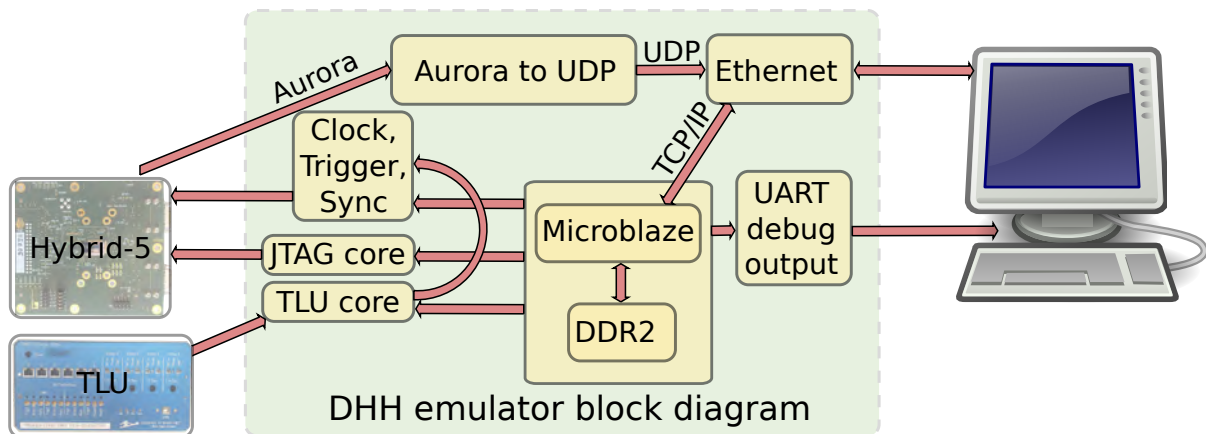 Aurora
Aurora to UDP
UDP
Ethernet
Clock,
Trigger,
Sync
TCP/IP
Hybrid-5
JTAG core
TLU core
Microblaze
DDR2
UART
debug
output
TLU
DHH emulator block diagram